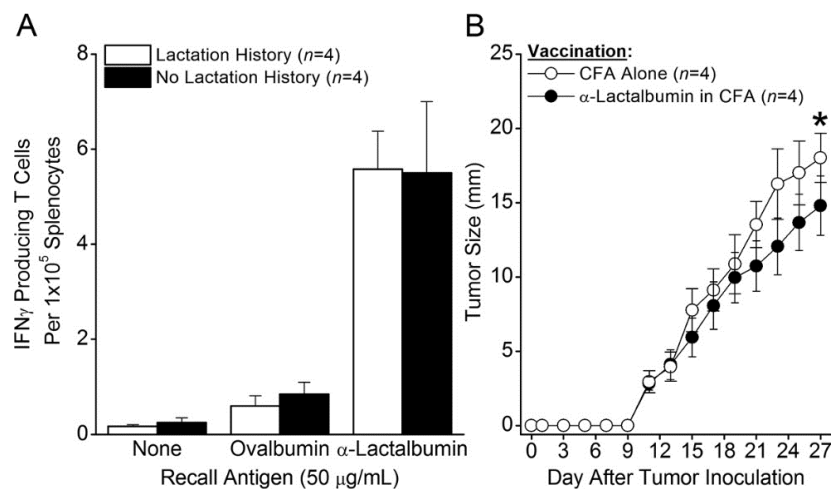 A
8
6
4
2
0
IFNγ Producing T Cells
Per 1x10⁵ Splenocytes
Lactation History (n=4)
No Lactation History (n=4)
None Ovalbumin α-Lactalbumin
Recall Antigen (50 μg/mL)
B
25
20
15
10
5
0
Tumor Size (mm)
Vaccination:
CFA Alone (n=4)
α-Lactalbumin in CFA (n=4)
*
0 3 6 9 12 15 18 21 24 27
Day After Tumor Inoculation